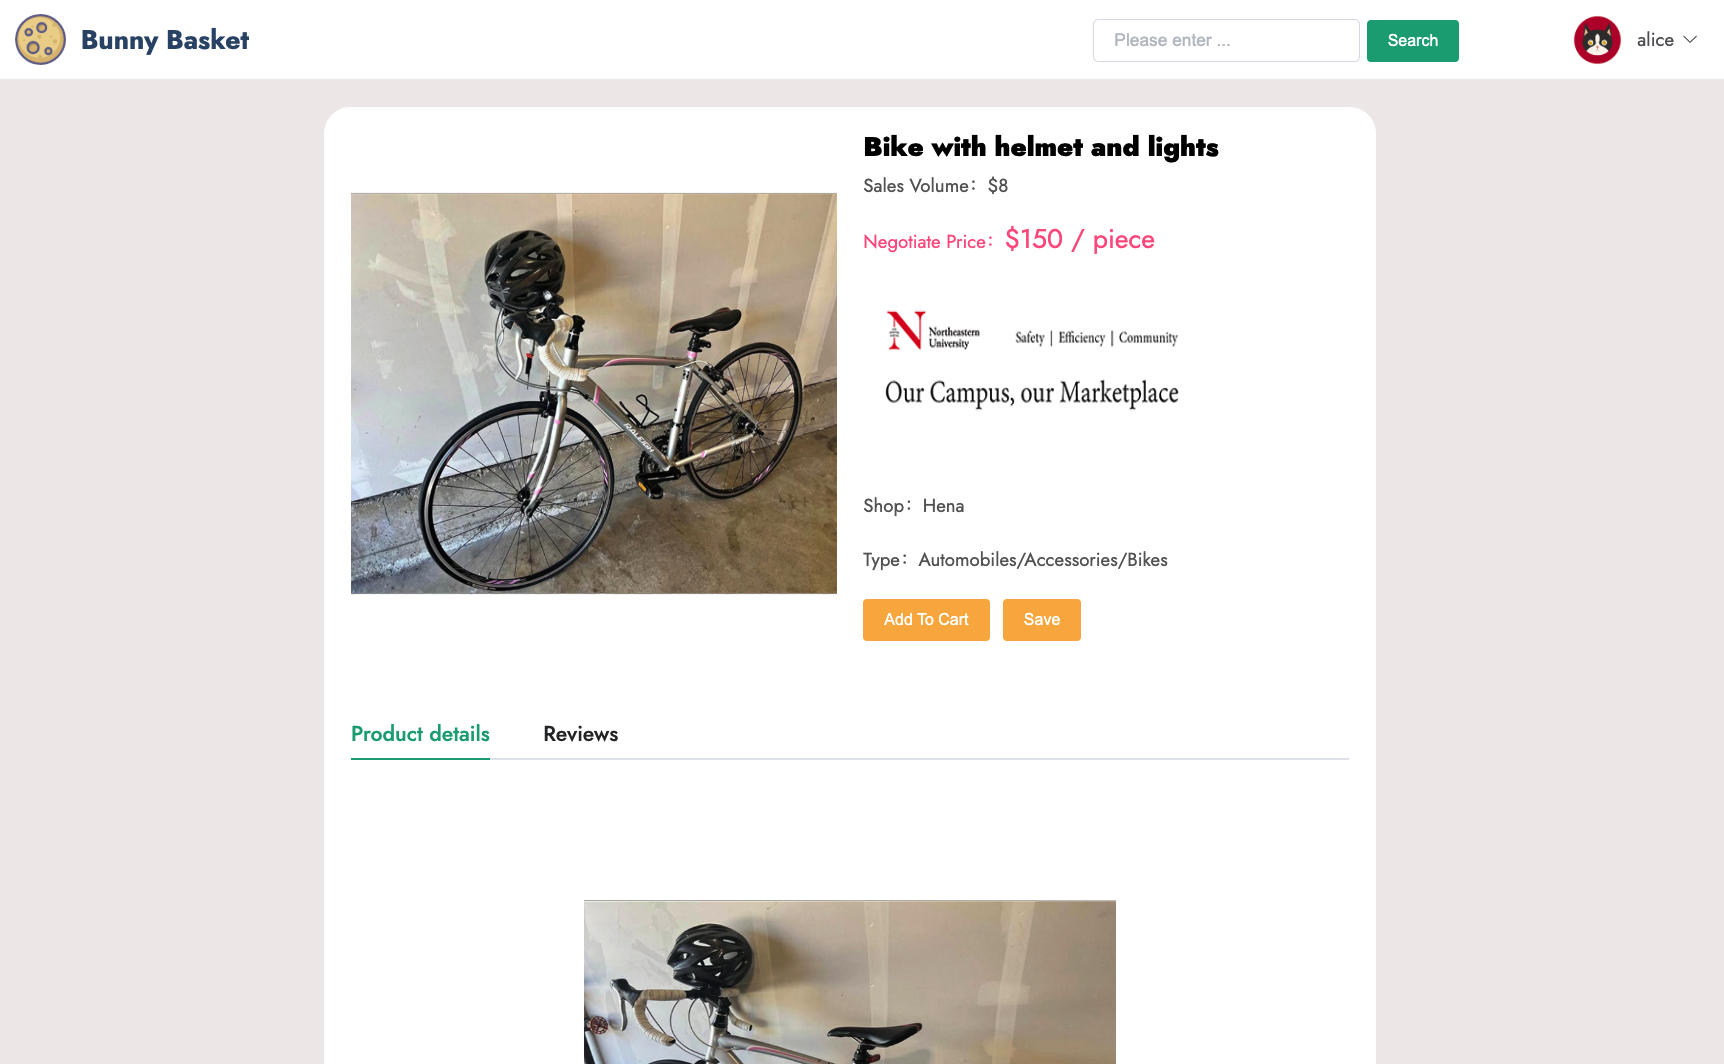 Bunny Basket
Please enter ...
Search
alice
Bike with helmet and lights
Sales Volume： $8
Negotiate Price： $150 / piece
N Northeastern
University
Safety | Efficiency | Community
Our Campus, our Marketplace
Shop： Hena
Type： Automobiles/Accessories/Bikes
Add To Cart
Save
RALEIGH
Product details
Reviews